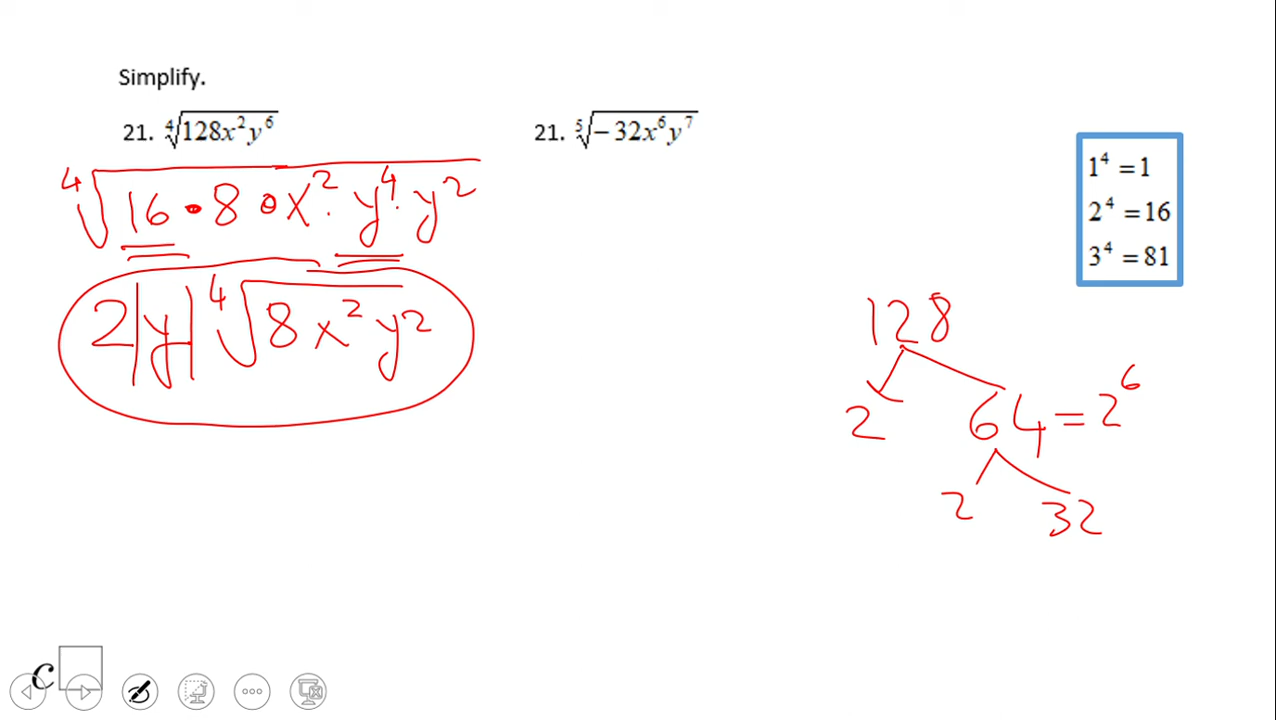 Simplify.
21. ⁴√(128x²y⁶)
21. ⁵√(−32x⁶y⁷)
⁴√(16 · 8 · x² · y⁴ · y²)
2|y| ⁴√(8x²y²)
1⁴ = 1
2⁴ = 16
3⁴ = 81
128
2 64 = 2⁶
2 32
c